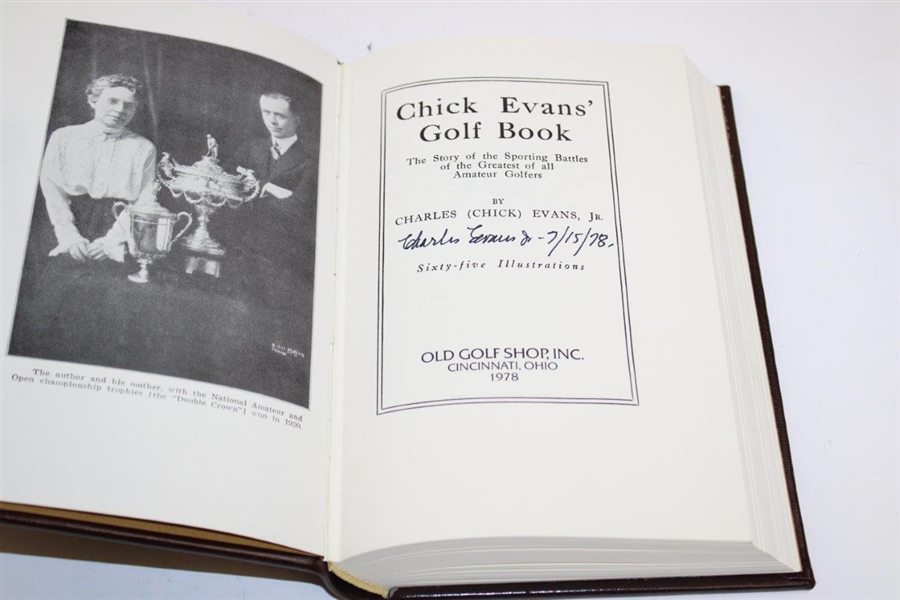 The author and his mother, with the National Amateur and
Open championship trophies [the "Double Crown"] won in 1920.
Chick Evans'
Golf Book
The Story of the Sporting Battles
of the Greatest of all
Amateur Golfers
BY
CHARLES (CHICK) EVANS, JR.
Charles Evans Jr - 7/15/78.
Sixty-five Illustrations
OLD GOLF SHOP, INC.
CINCINNATI, OHIO
1978